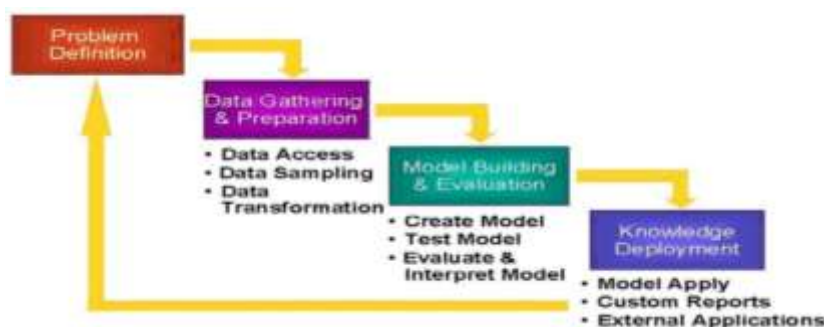 Problem
Definition
Data Gathering
& Preparation
• Data Access
• Data Sampling
• Data
Transformation
Model Building
& Evaluation
• Create Model
• Test Model
• Evaluate &
Interpret Model
Knowledge
Deployment
• Model Apply
• Custom Reports
• External Applications